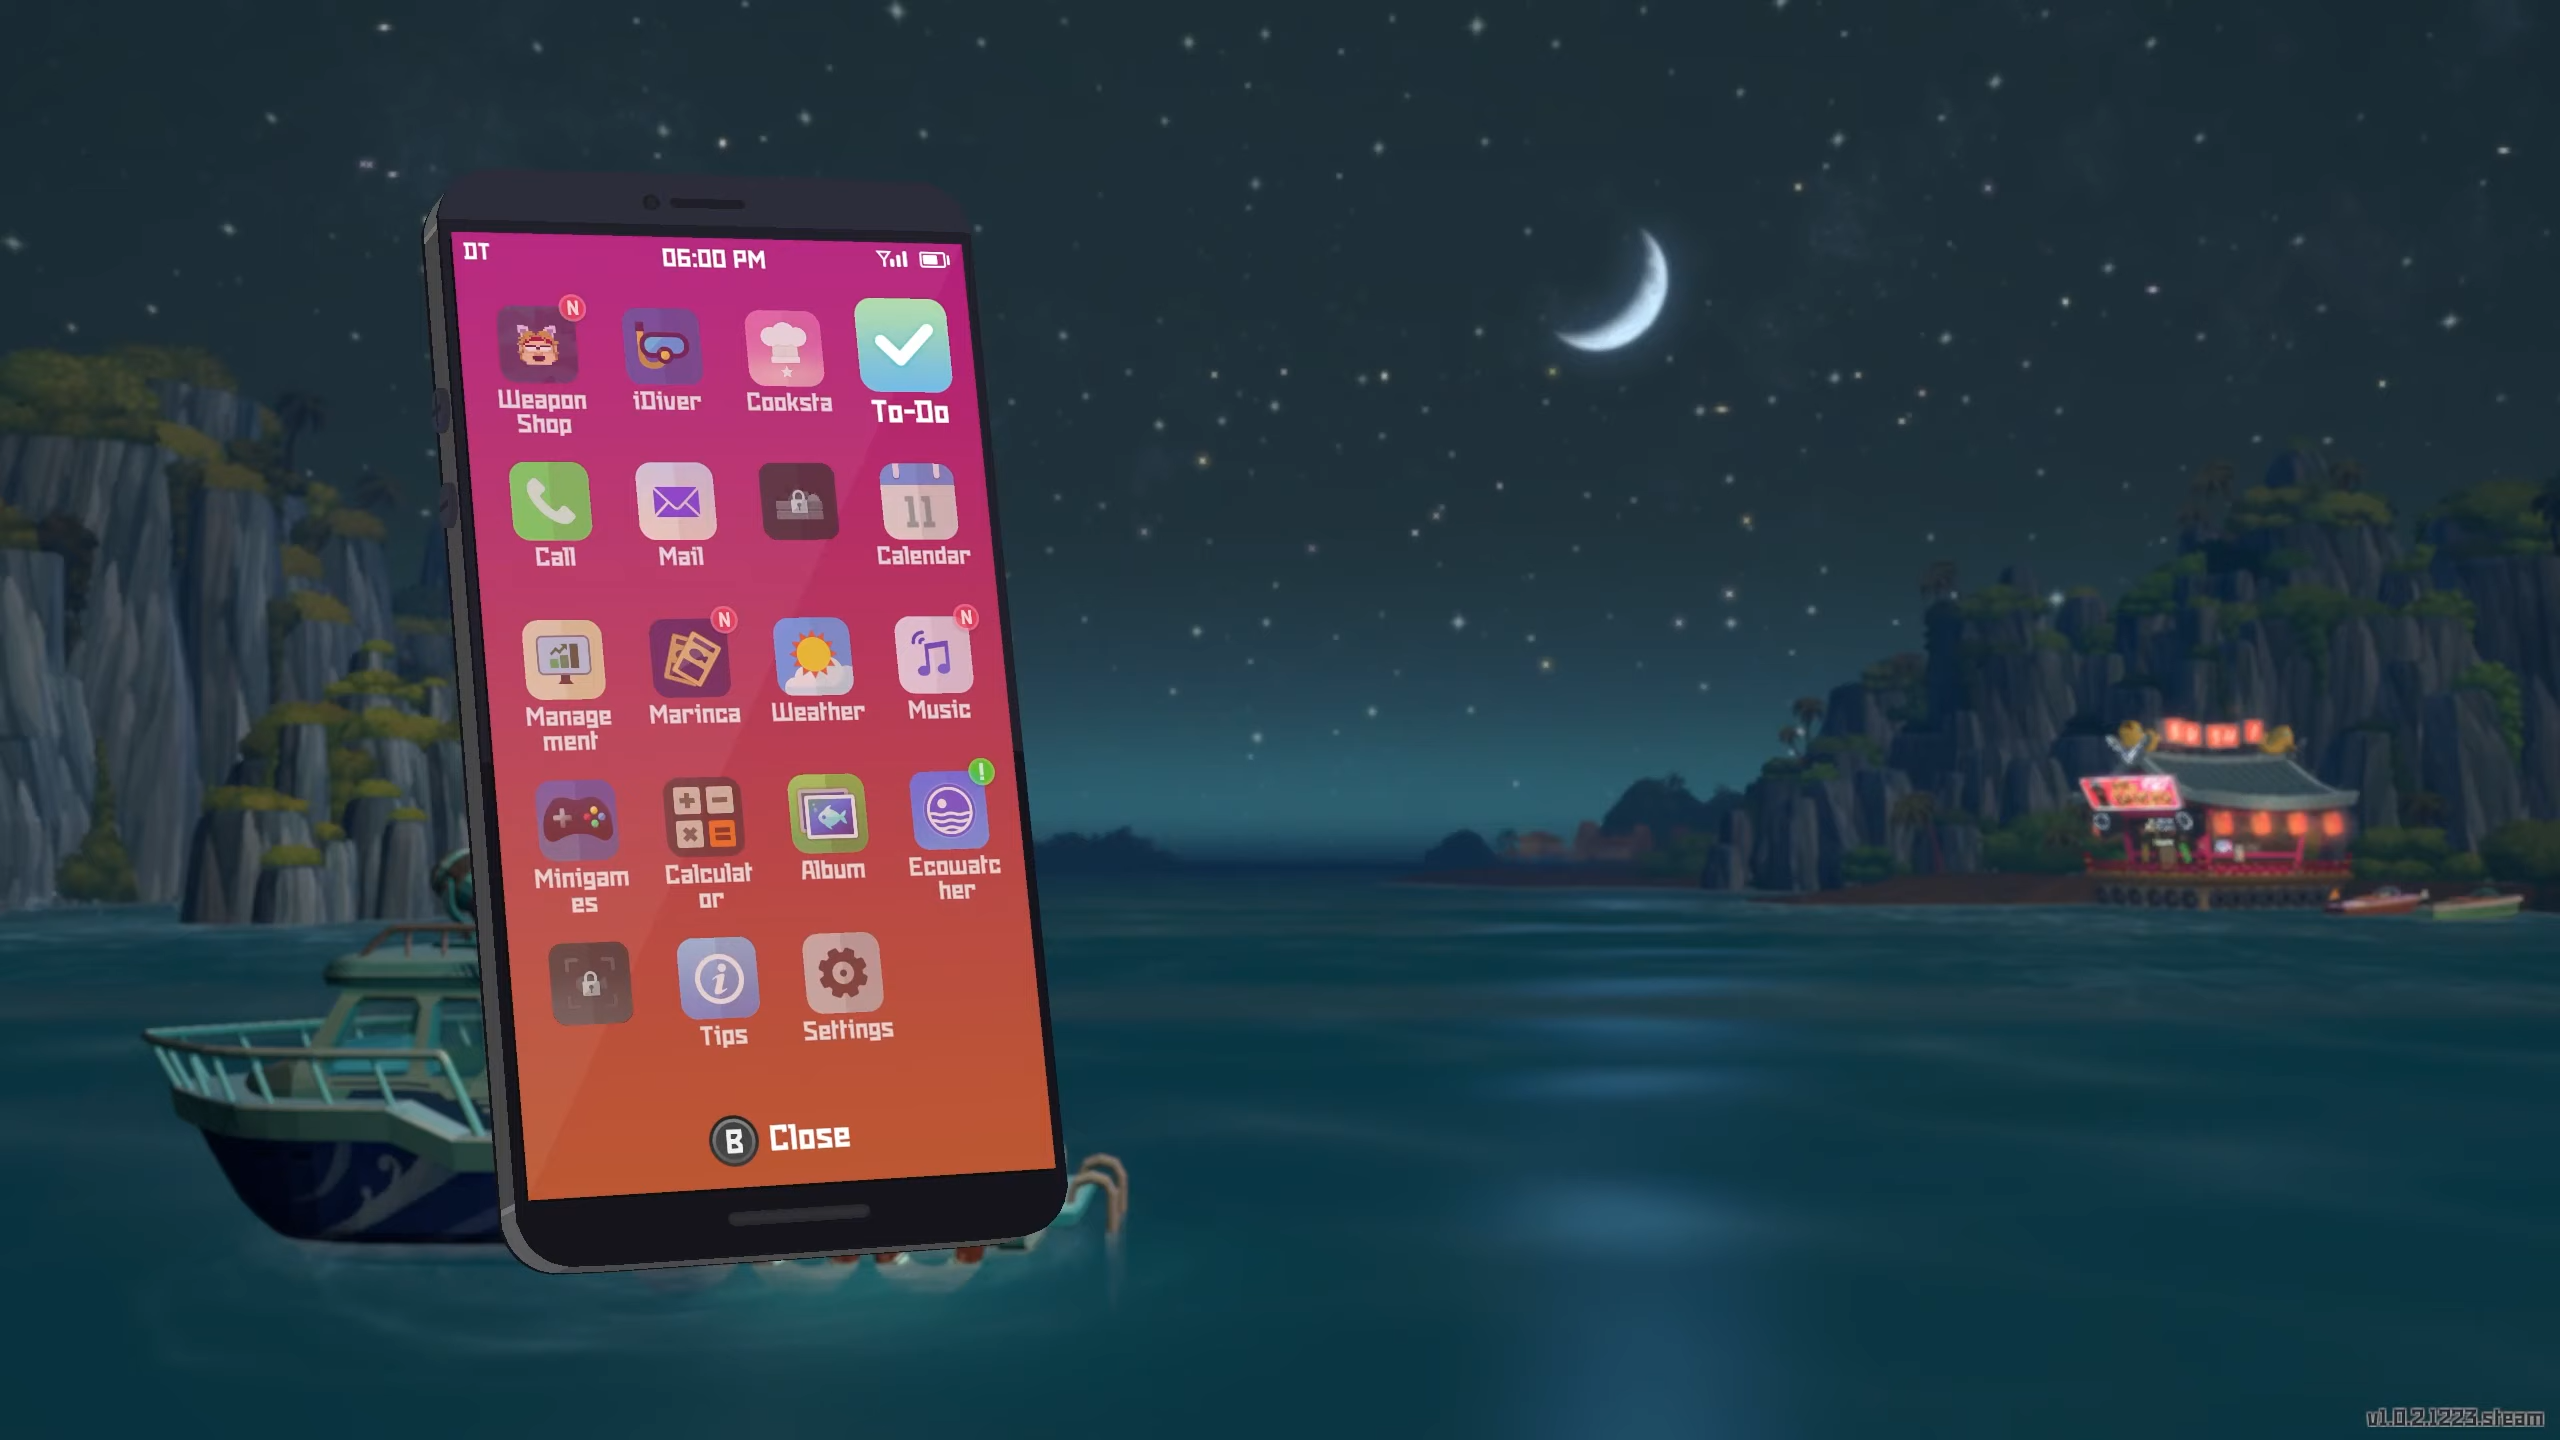 DT
06:00 PM
N
Weapon
Shop
iDiver
Cooksta
To-Do
Call
Mail
11
Calendar
Manage
ment
N
Marinca
Weather
N
Music
Minigam
es
Calculat
or
Album
!
Ecowatc
her
i
Tips
Settings
B Close
v1.0.2.1223.steam